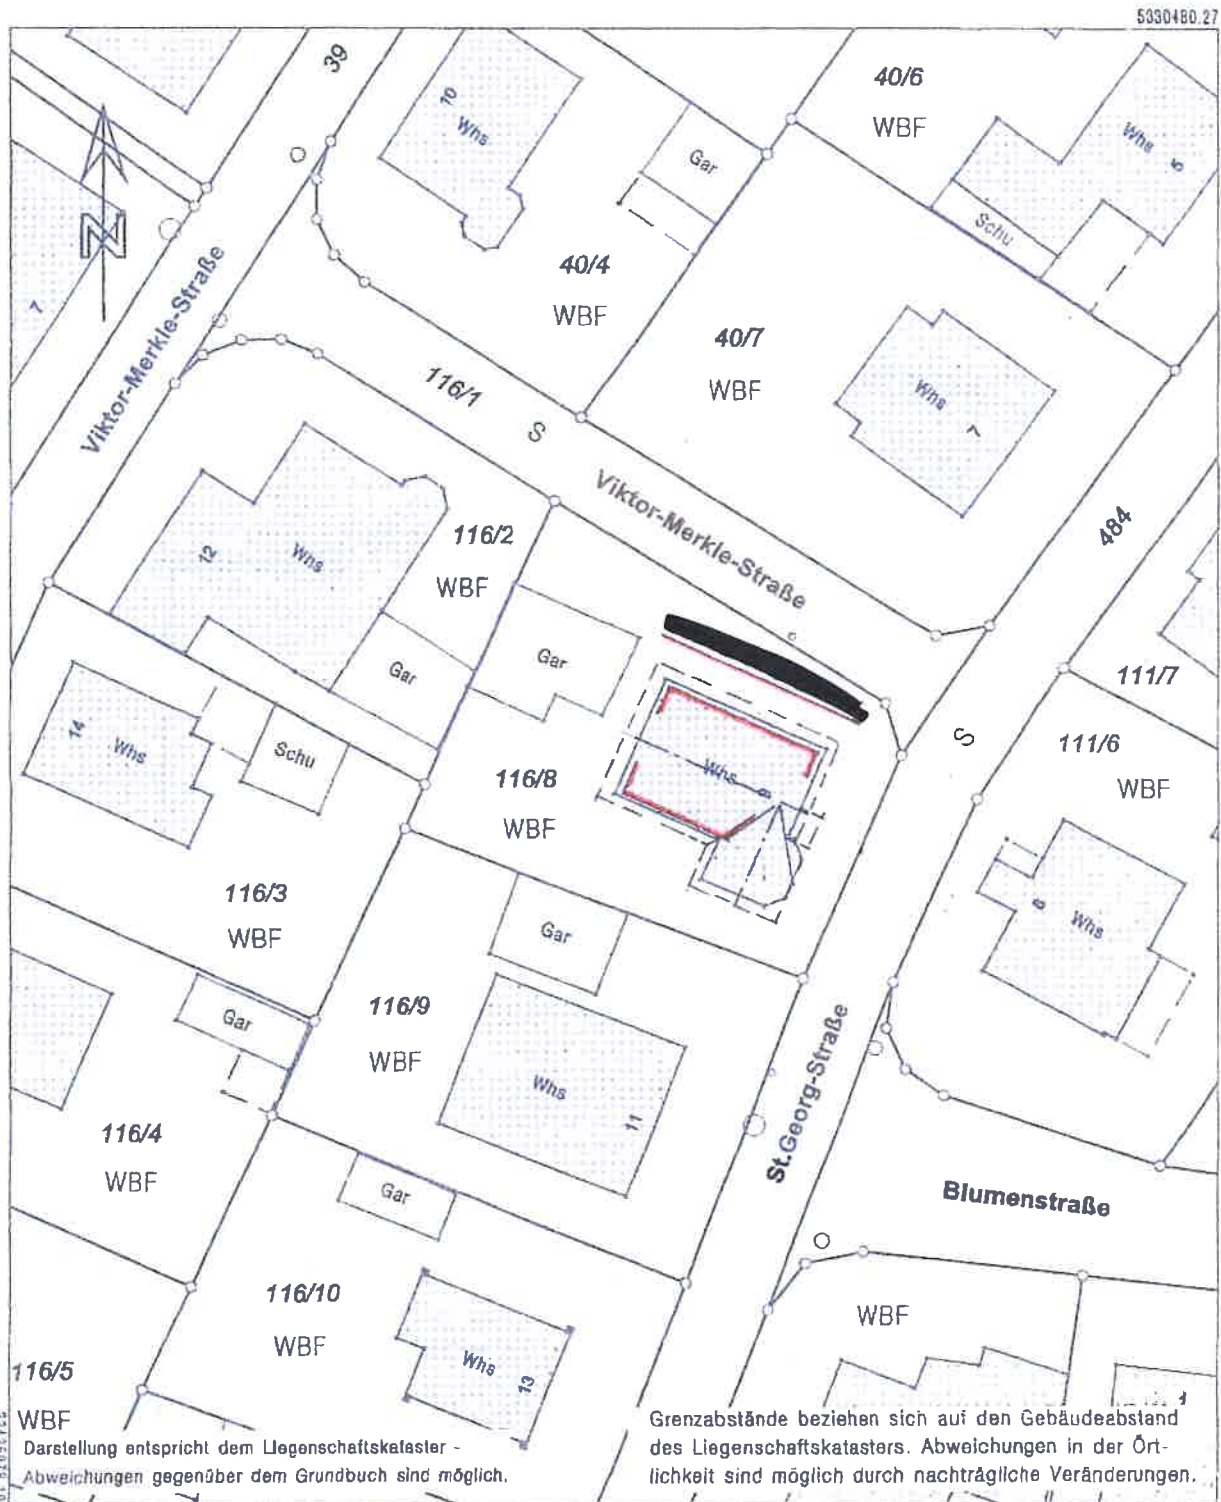 5330480.27
39
40/6
WBF
10
Whs
Gar
Whs
5
N
Schu
40/4
WBF
Viktor-Merkle-Straße
7
40/7
WBF
116/1
S
Whs
7
Viktor-Merkle-Straße
484
116/2
WBF
12
Whs
Gar
Gar
111/7
S
111/6
WBF
14
Whs
Schu
116/8
WBF
Whs
9
116/3
WBF
Gar
6
Whs
116/9
WBF
Gar
Whs
11
St.Georg-Straße
116/4
WBF
Gar
Blumenstraße
116/10
WBF
WBF
Whs
13
116/5
WBF
1
Darstellung entspricht dem Liegenschaftskataster -
Abweichungen gegenüber dem Grundbuch sind möglich.
Grenzabstände beziehen sich auf den Gebäudeabstand
des Liegenschaftskatasters. Abweichungen in der Ört-
lichkeit sind möglich durch nachträgliche Veränderungen.